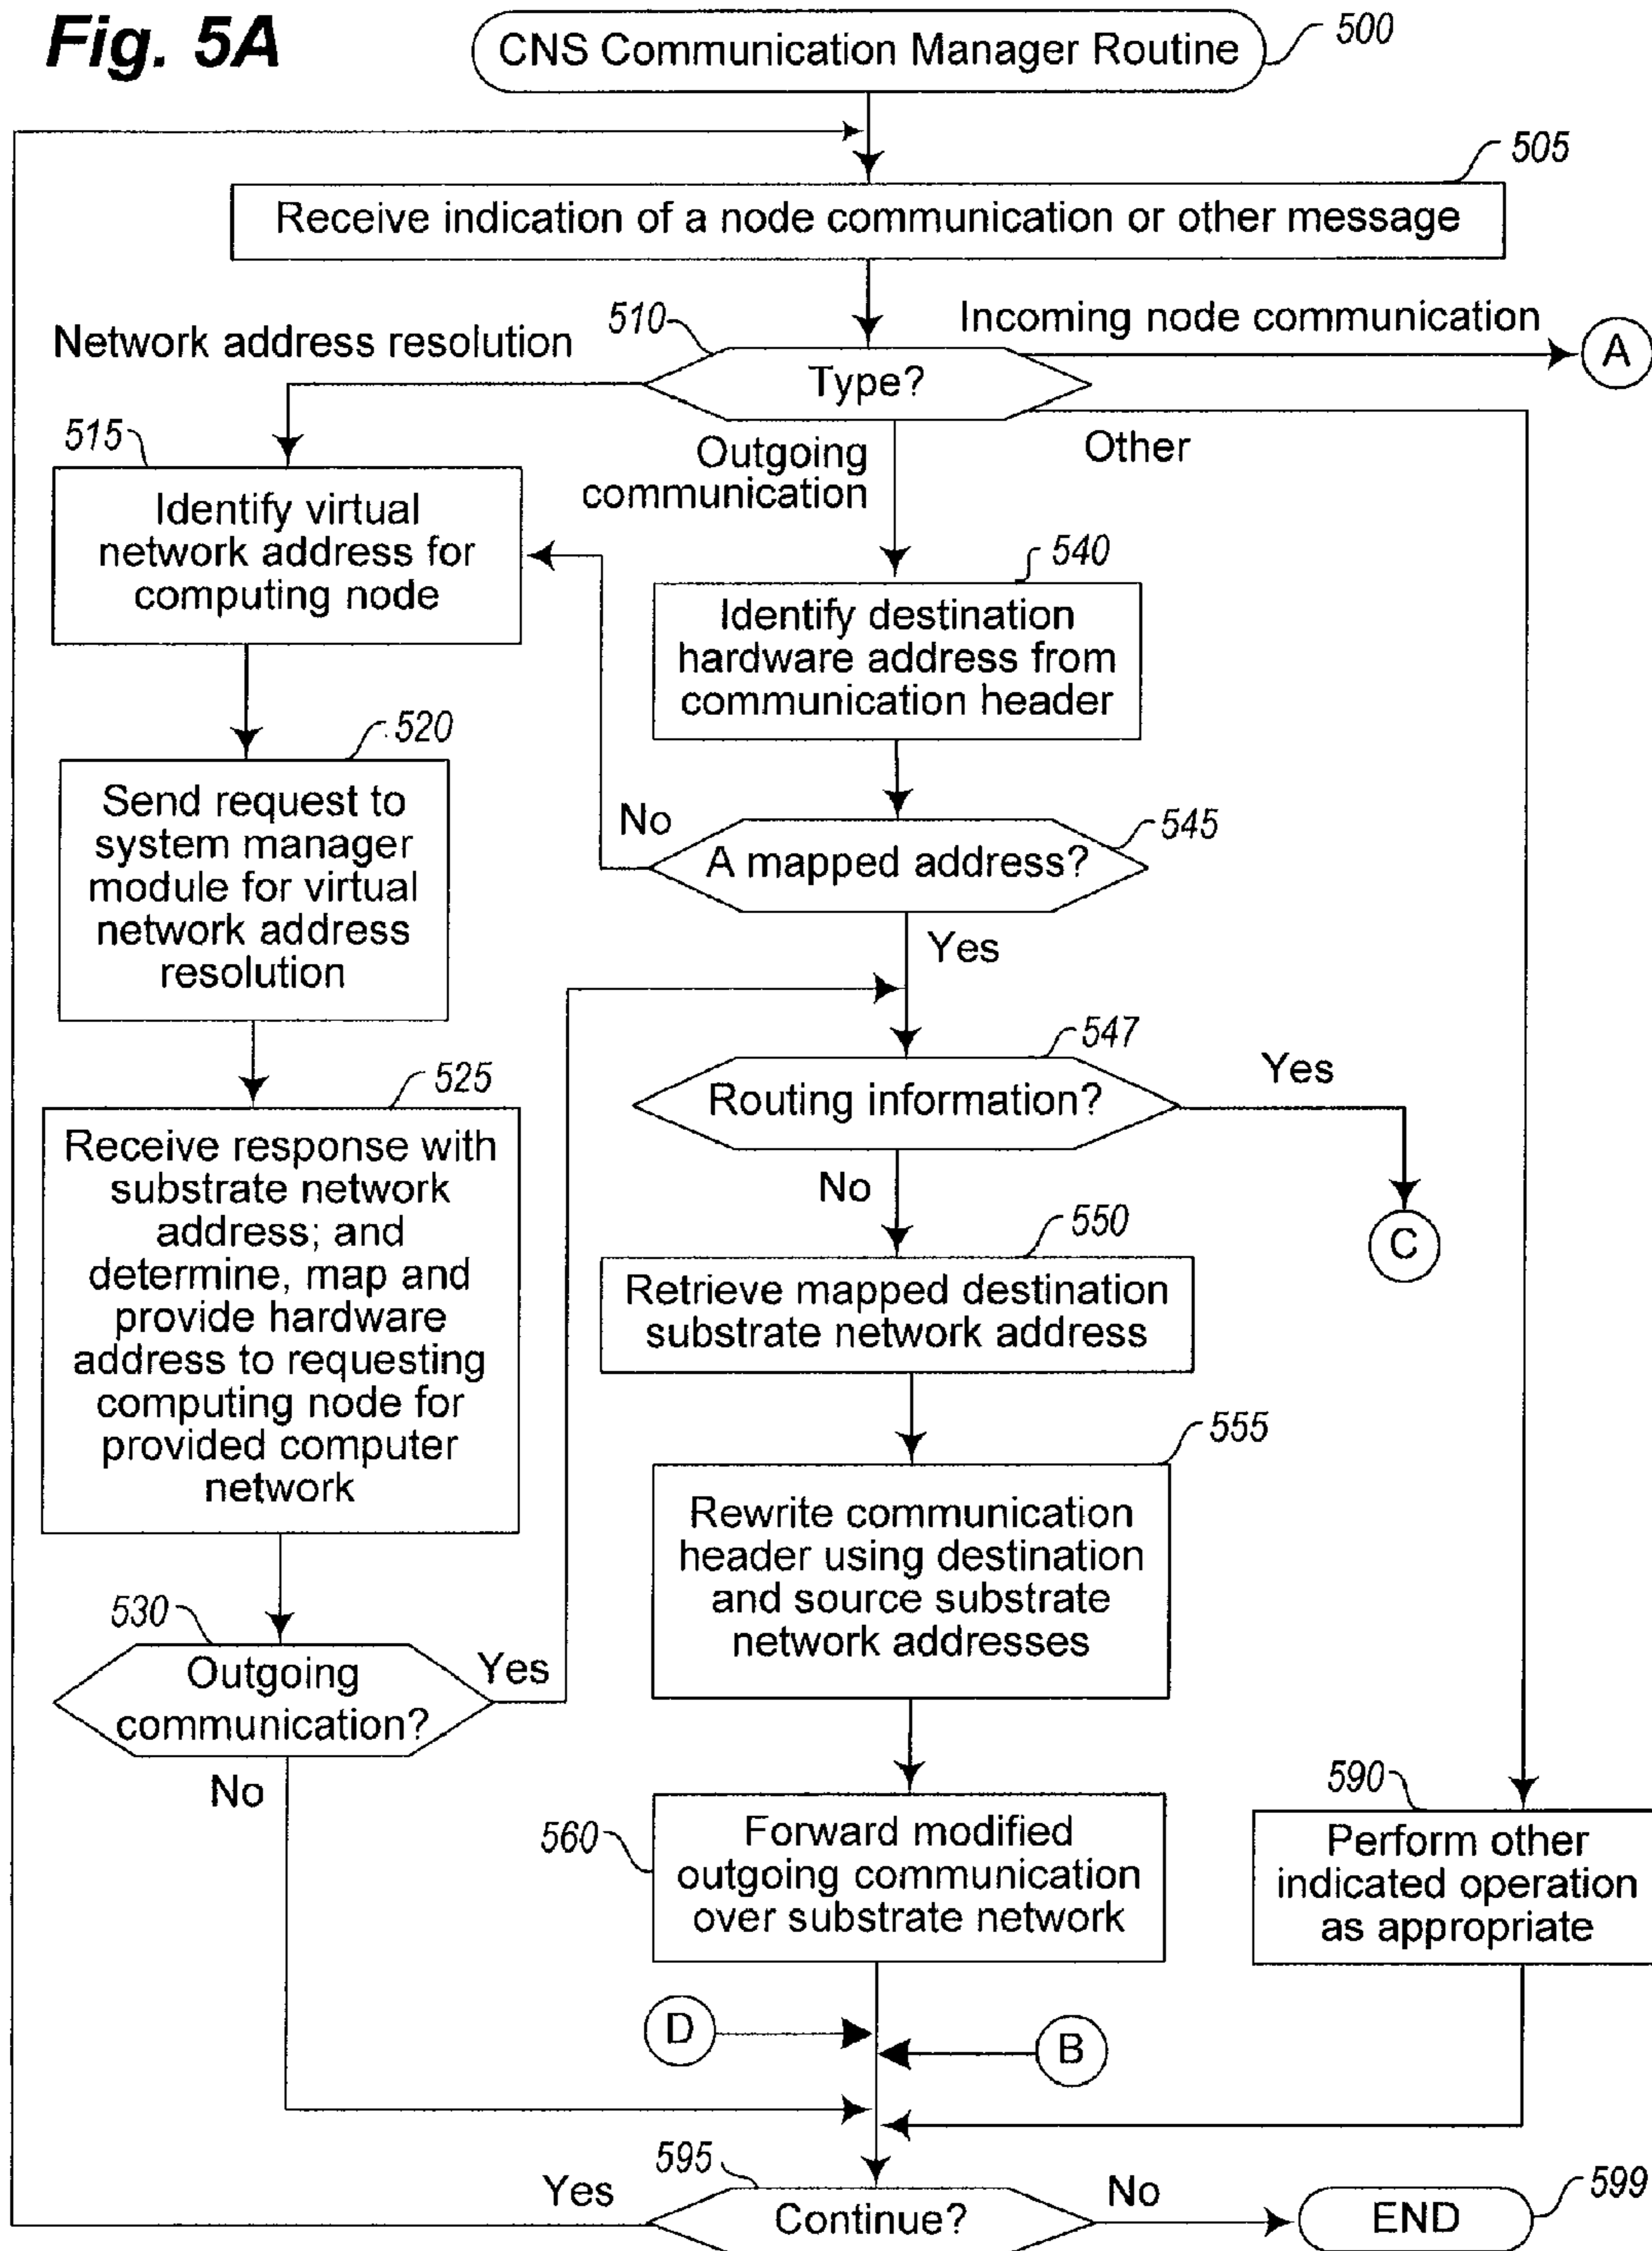 Fig. 5A
CNS Communication Manager Routine
500
505
Receive indication of a node communication or other message
Network address resolution
510
Incoming node communication
A
Type?
515
Outgoing
communication
Other
Identify virtual
network address for
computing node
540
Identify destination
hardware address from
communication header
520
Send request to
system manager
module for virtual
network address
resolution
No
545
A mapped address?
Yes
547
Routing information?
Yes
C
No
525
Receive response with
substrate network
address; and
determine, map and
provide hardware
address to requesting
computing node for
provided computer
network
550
Retrieve mapped destination
substrate network address
555
Rewrite communication
header using destination
and source substrate
network addresses
530
Outgoing
communication?
Yes
No
560
Forward modified
outgoing communication
over substrate network
590
Perform other
indicated operation
as appropriate
D
B
595
Yes
Continue?
No
END
599